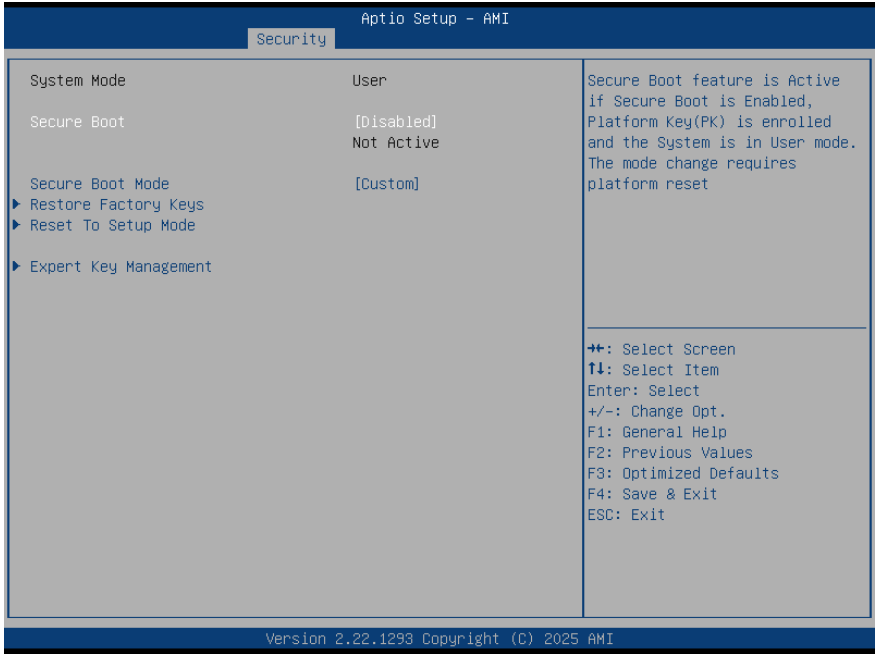 Aptio Setup – AMI
Security
System Mode User
Secure Boot [Disabled]
Not Active
Secure Boot Mode [Custom]
Restore Factory Keys
Reset To Setup Mode
Expert Key Management
Secure Boot feature is Active
if Secure Boot is Enabled,
Platform Key(PK) is enrolled
and the System is in User mode.
The mode change requires
platform reset
→←: Select Screen
↑↓: Select Item
Enter: Select
+/-: Change Opt.
F1: General Help
F2: Previous Values
F3: Optimized Defaults
F4: Save & Exit
ESC: Exit
Version 2.22.1293 Copyright (C) 2025 AMI